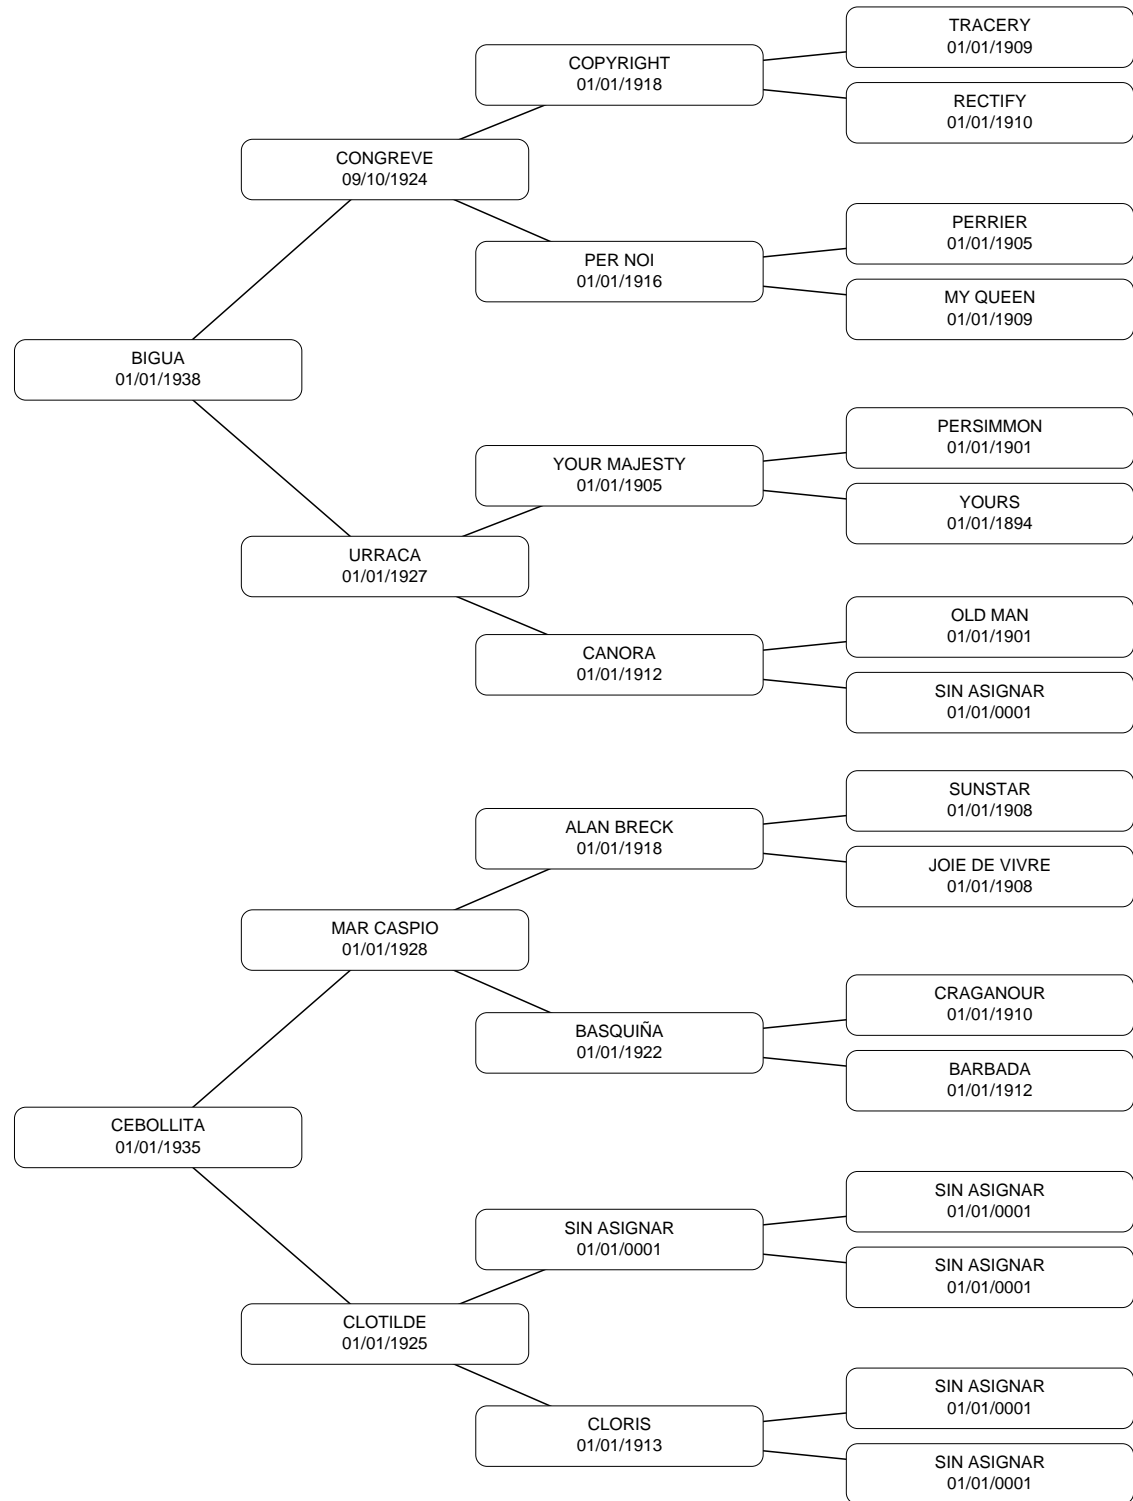 TRACERY
01/01/1909
COPYRIGHT
01/01/1918
RECTIFY
01/01/1910
CONGREVE
09/10/1924
PERRIER
01/01/1905
PER NOI
01/01/1916
MY QUEEN
01/01/1909
BIGUA
01/01/1938
PERSIMMON
01/01/1901
YOUR MAJESTY
01/01/1905
YOURS
01/01/1894
URRACA
01/01/1927
OLD MAN
01/01/1901
CANORA
01/01/1912
SIN ASIGNAR
01/01/0001
SUNSTAR
01/01/1908
ALAN BRECK
01/01/1918
JOIE DE VIVRE
01/01/1908
MAR CASPIO
01/01/1928
CRAGANOUR
01/01/1910
BASQUIÑA
01/01/1922
BARBADA
01/01/1912
CEBOLLITA
01/01/1935
SIN ASIGNAR
01/01/0001
SIN ASIGNAR
01/01/0001
SIN ASIGNAR
01/01/0001
CLOTILDE
01/01/1925
SIN ASIGNAR
01/01/0001
CLORIS
01/01/1913
SIN ASIGNAR
01/01/0001